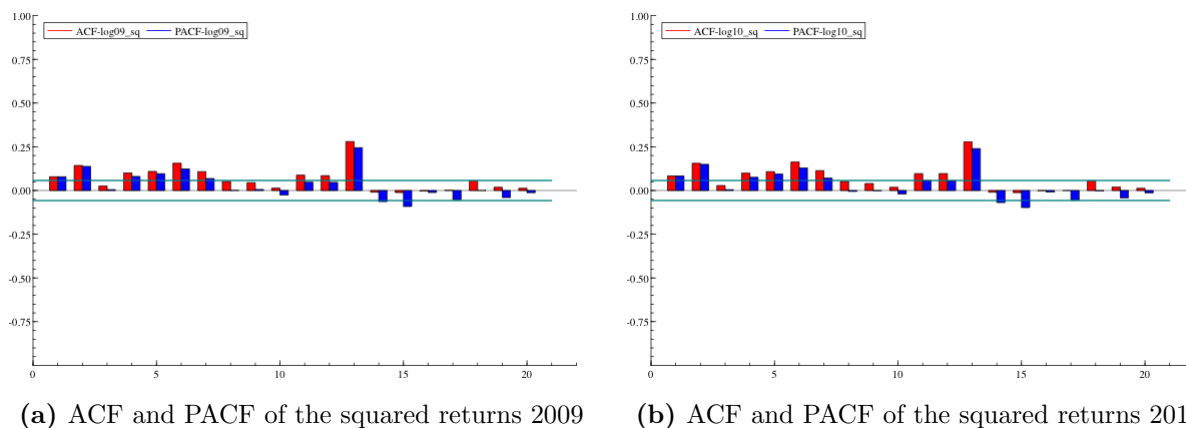 1.00
ACF-log09_sq PACF-log09_sq
0.75
0.50
0.25
0.00
-0.25
-0.50
-0.75
0 5 10 15 20
(a) ACF and PACF of the squared returns 2009
1.00
ACF-log10_sq PACF-log10_sq
0.75
0.50
0.25
0.00
-0.25
-0.50
-0.75
0 5 10 15 20
(b) ACF and PACF of the squared returns 201